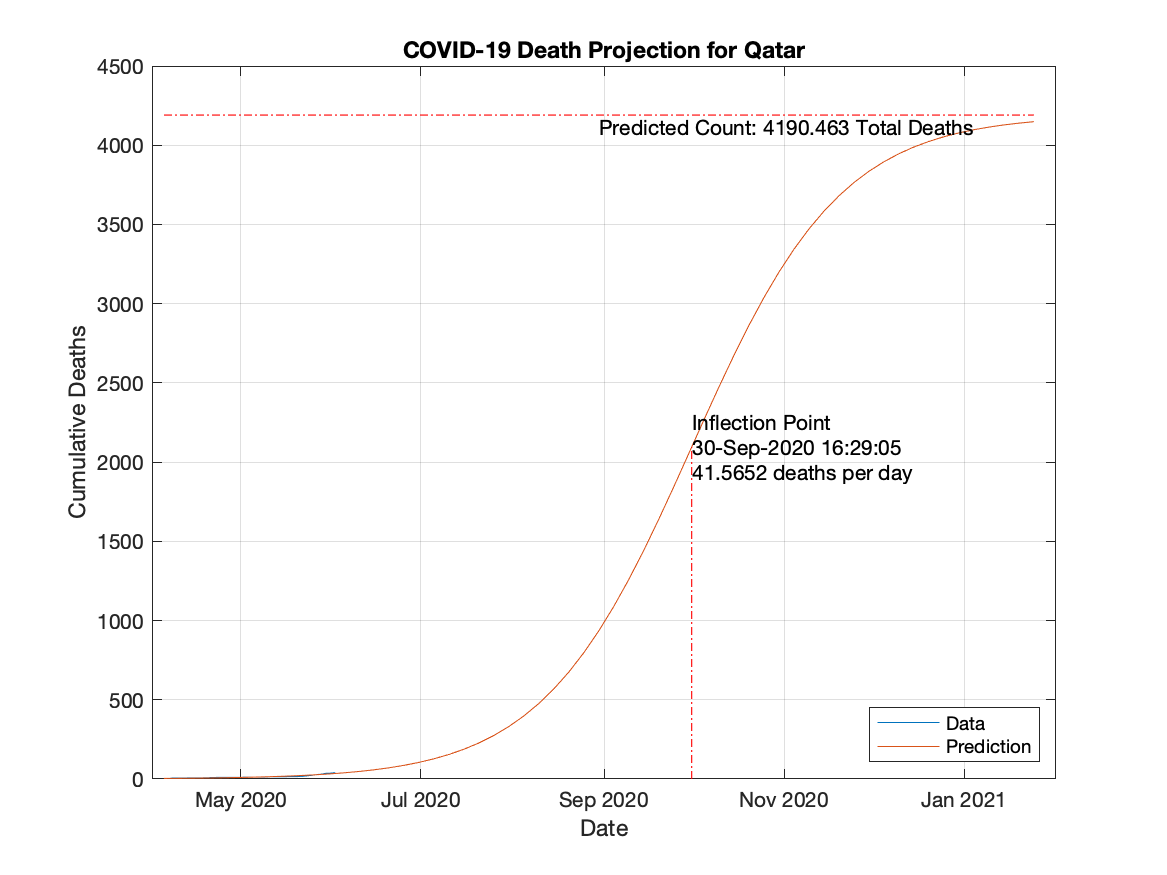 COVID-19 Death Projection for Qatar
4500
4000
3500
3000
2500
2000
1500
1000
500
0
Cumulative Deaths
Predicted Count: 4190.463 Total Deaths
Inflection Point
30-Sep-2020 16:29:05
41.5652 deaths per day
Data
Prediction
May 2020 Jul 2020 Sep 2020 Nov 2020 Jan 2021
Date